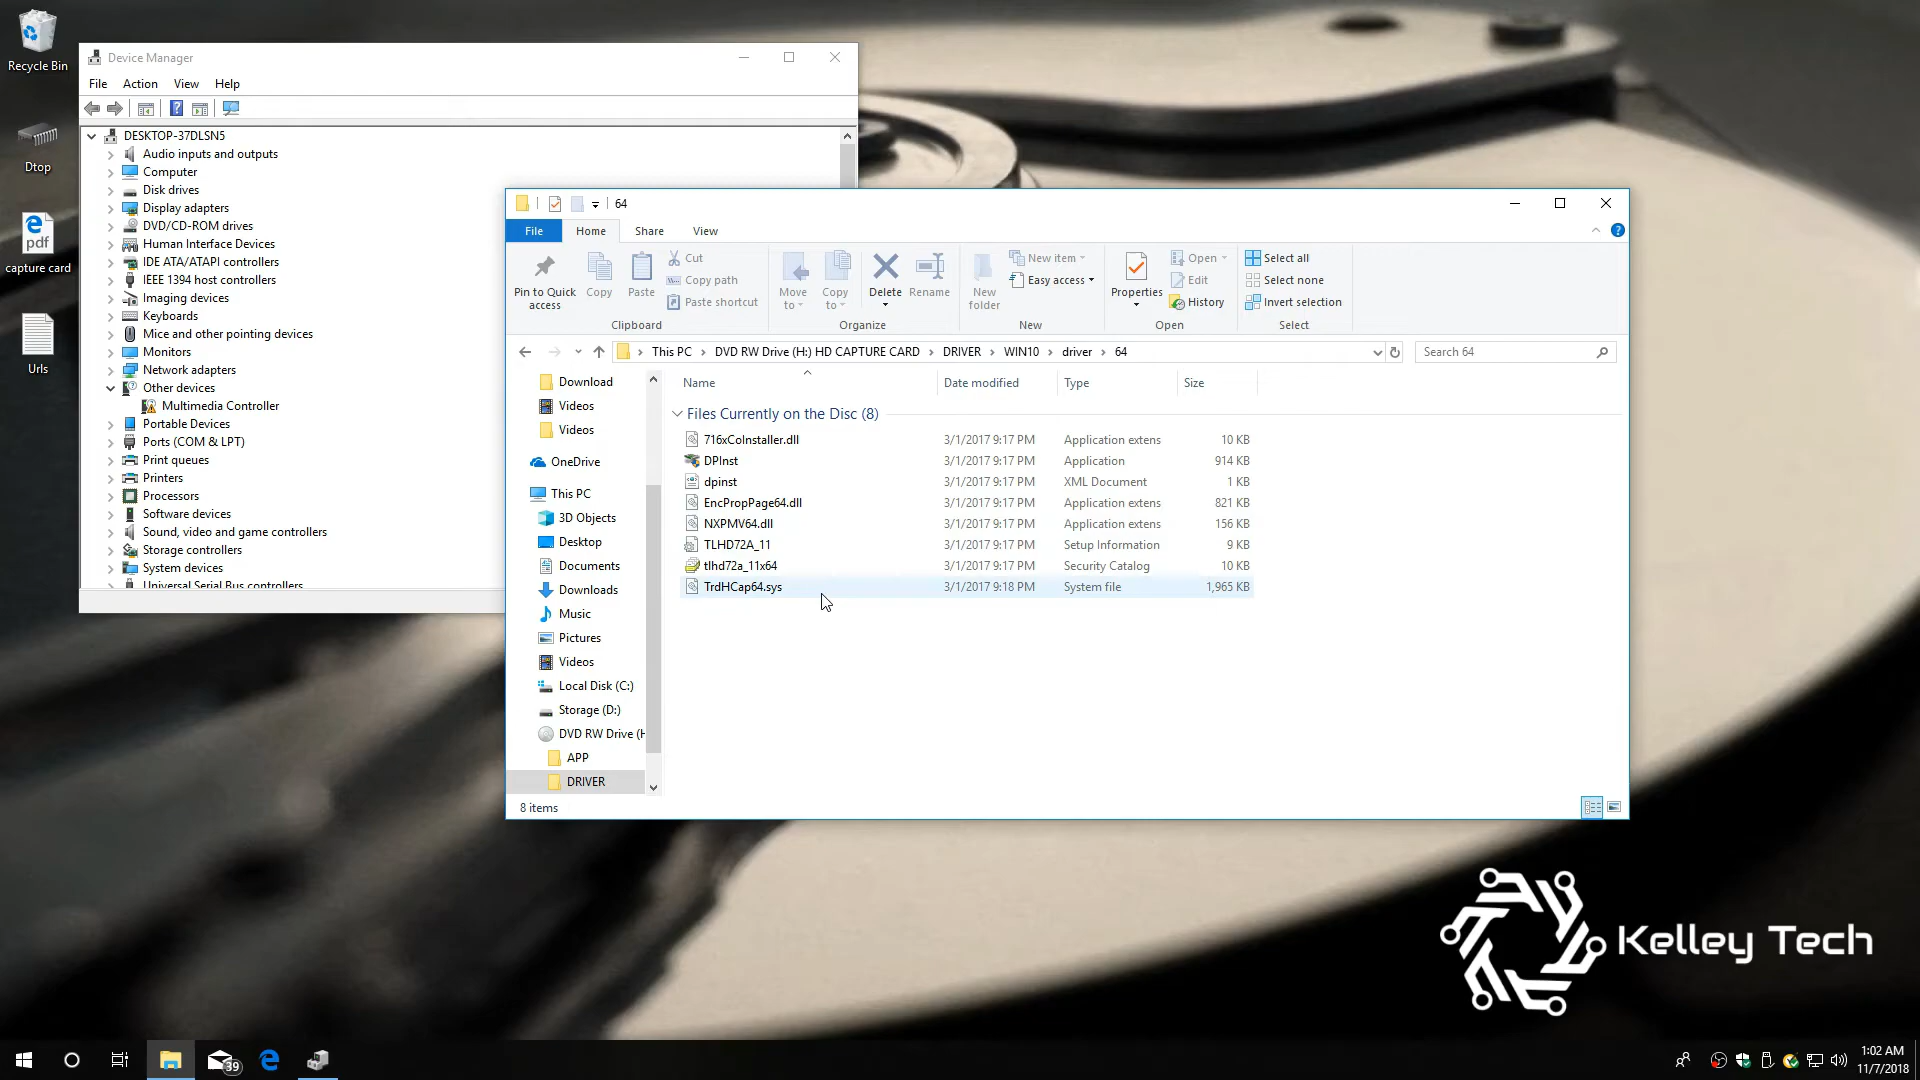 Recycle Bin
Dtop
pdf
capture card
Urls
Device Manager
File Action View Help
DESKTOP-37DLSN5
Audio inputs and outputs
Computer
Disk drives
Display adapters
DVD/CD-ROM drives
Human Interface Devices
IDE ATA/ATAPI controllers
IEEE 1394 host controllers
Imaging devices
Keyboards
Mice and other pointing devices
Monitors
Network adapters
Other devices
Multimedia Controller
Portable Devices
Ports (COM & LPT)
Print queues
Printers
Processors
Software devices
Sound, video and game controllers
Storage controllers
System devices
Universal Serial Bus controllers
64
File Home Share View
Pin to Quick access
Copy
Paste
Cut
Copy path
Paste shortcut
Clipboard
Move to
Copy to
Delete
Rename
Organize
New folder
New item
Easy access
New
Properties
Open
Edit
History
Open
Select all
Select none
Invert selection
Select
This PC DVD RW Drive (H:) HD CAPTURE CARD DRIVER WIN10 driver 64
Search 64
Download
Videos
Videos
OneDrive
This PC
3D Objects
Desktop
Documents
Downloads
Music
Pictures
Videos
Local Disk (C:)
Storage (D:)
DVD RW Drive (H
APP
DRIVER
Name Date modified Type Size
Files Currently on the Disc (8)
716xCoInstaller.dll 3/1/2017 9:17 PM Application extens 10 KB
DPInst 3/1/2017 9:17 PM Application 914 KB
dpinst 3/1/2017 9:17 PM XML Document 1 KB
EncPropPage64.dll 3/1/2017 9:17 PM Application extens 821 KB
NXPMV64.dll 3/1/2017 9:17 PM Application extens 156 KB
TLHD72A_11 3/1/2017 9:17 PM Setup Information 9 KB
tlhd72a_11x64 3/1/2017 9:17 PM Security Catalog 10 KB
TrdHCap64.sys 3/1/2017 9:18 PM System file 1,965 KB
8 items
Kelley Tech
39
1:02 AM
11/7/2018